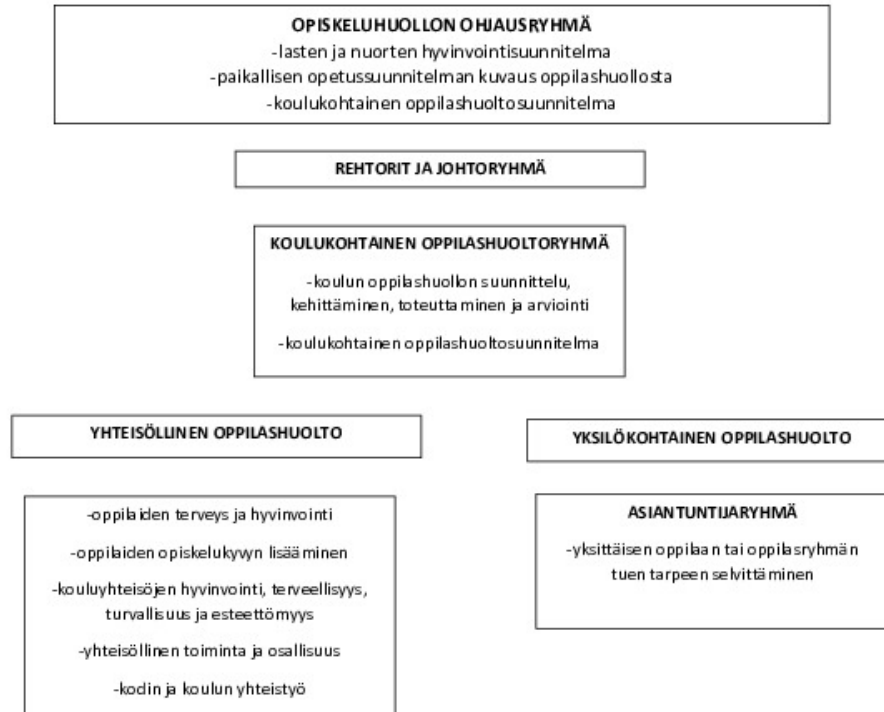 OPISKELUHUOLLON OHJAUSRYHMÄ
-lasten ja nuorten hyvinvointisuunnitelma
-paikallisen opetussuunnitelman kuvaus oppilashuollosta
-koulukohtainen oppilashuoltosuunnitelma
REHTORIT JA JOHTORYHMÄ
KOULUKOHTAINEN OPPILASHUOLTORYHMÄ
-koulun oppilashuollon suunnittelu,
kehittäminen, toteuttaminen ja arviointi
-koulukohtainen oppilashuoltosuunnitelma
YHTEISÖLLINEN OPPILASHUOLTO
-oppilaiden terveys ja hyvinvointi
-oppilaiden opiskelukyvyn lisääminen
-kouluyhteisöjen hyvinvointi, terveellisyys,
turvallisuus ja esteettömyys
-yhteisöllinen toiminta ja osallisuus
-kodin ja koulun yhteistyö
YKSILÖKOHTAINEN OPPILASHUOLTO
ASIANTUNTIJARYHMÄ
-yksittäisen oppilaan tai oppilasryhmän
tuen tarpeen selvittäminen